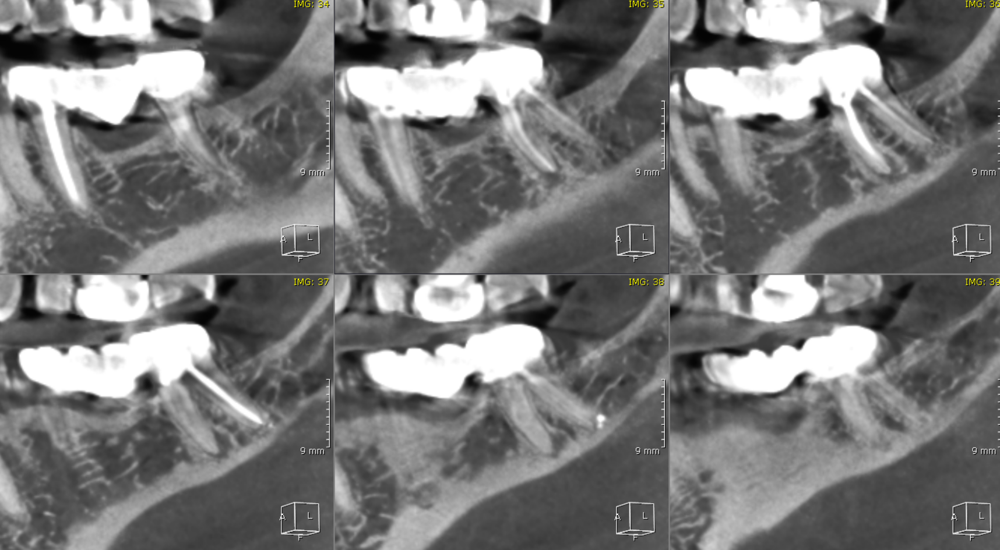 IMG: 34
9 mm
A L
F
IMG: 35
9 mm
A L
F
IMG: 36
9 mm
A L
F
IMG: 37
9 mm
A L
F
IMG: 38
9 mm
A L
F
IMG: 39
9 mm
A L
F